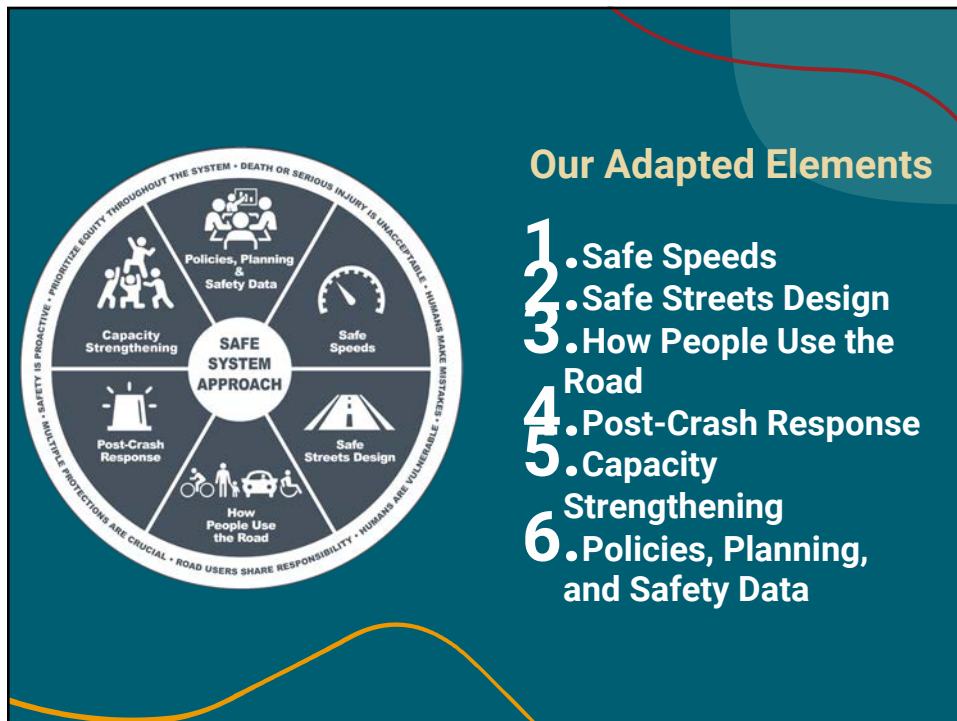 PRIORITIZE EQUITY THROUGHOUT THE SYSTEM • DEATH OR SERIOUS INJURY IS UNACCEPTABLE • HUMANS MAKE MISTAKES • HUMANS ARE VULNERABLE • ROAD USERS SHARE RESPONSIBILITY • MULTIPLE PROTECTIONS ARE CRUCIAL • SAFETY IS PROACTIVE •
Policies, Planning
&
Safety Data
Safe
Speeds
Safe
Streets Design
How
People Use
the Road
Post-Crash
Response
Capacity
Strengthening
SAFE
SYSTEM
APPROACH
Our Adapted Elements
1. Safe Speeds
2. Safe Streets Design
3. How People Use the
Road
4. Post-Crash Response
5. Capacity
Strengthening
6. Policies, Planning,
and Safety Data